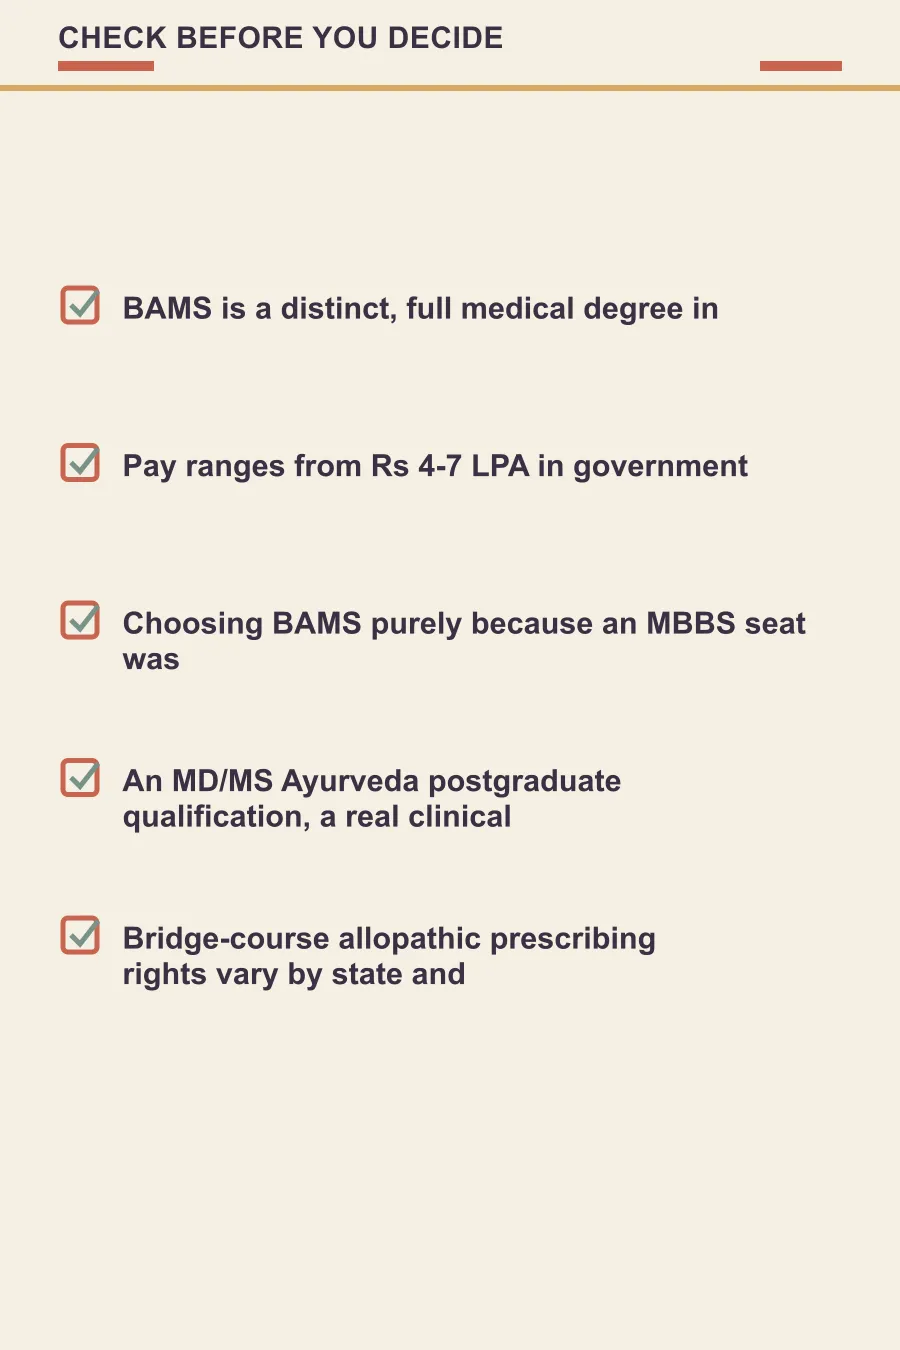 CHECK BEFORE YOU DECIDE
BAMS is a distinct, full medical degree in
Pay ranges from Rs 4-7 LPA in government
Choosing BAMS purely because an MBBS seat
was
An MD/MS Ayurveda postgraduate
qualification, a real clinical
Bridge-course allopathic prescribing
rights vary by state and